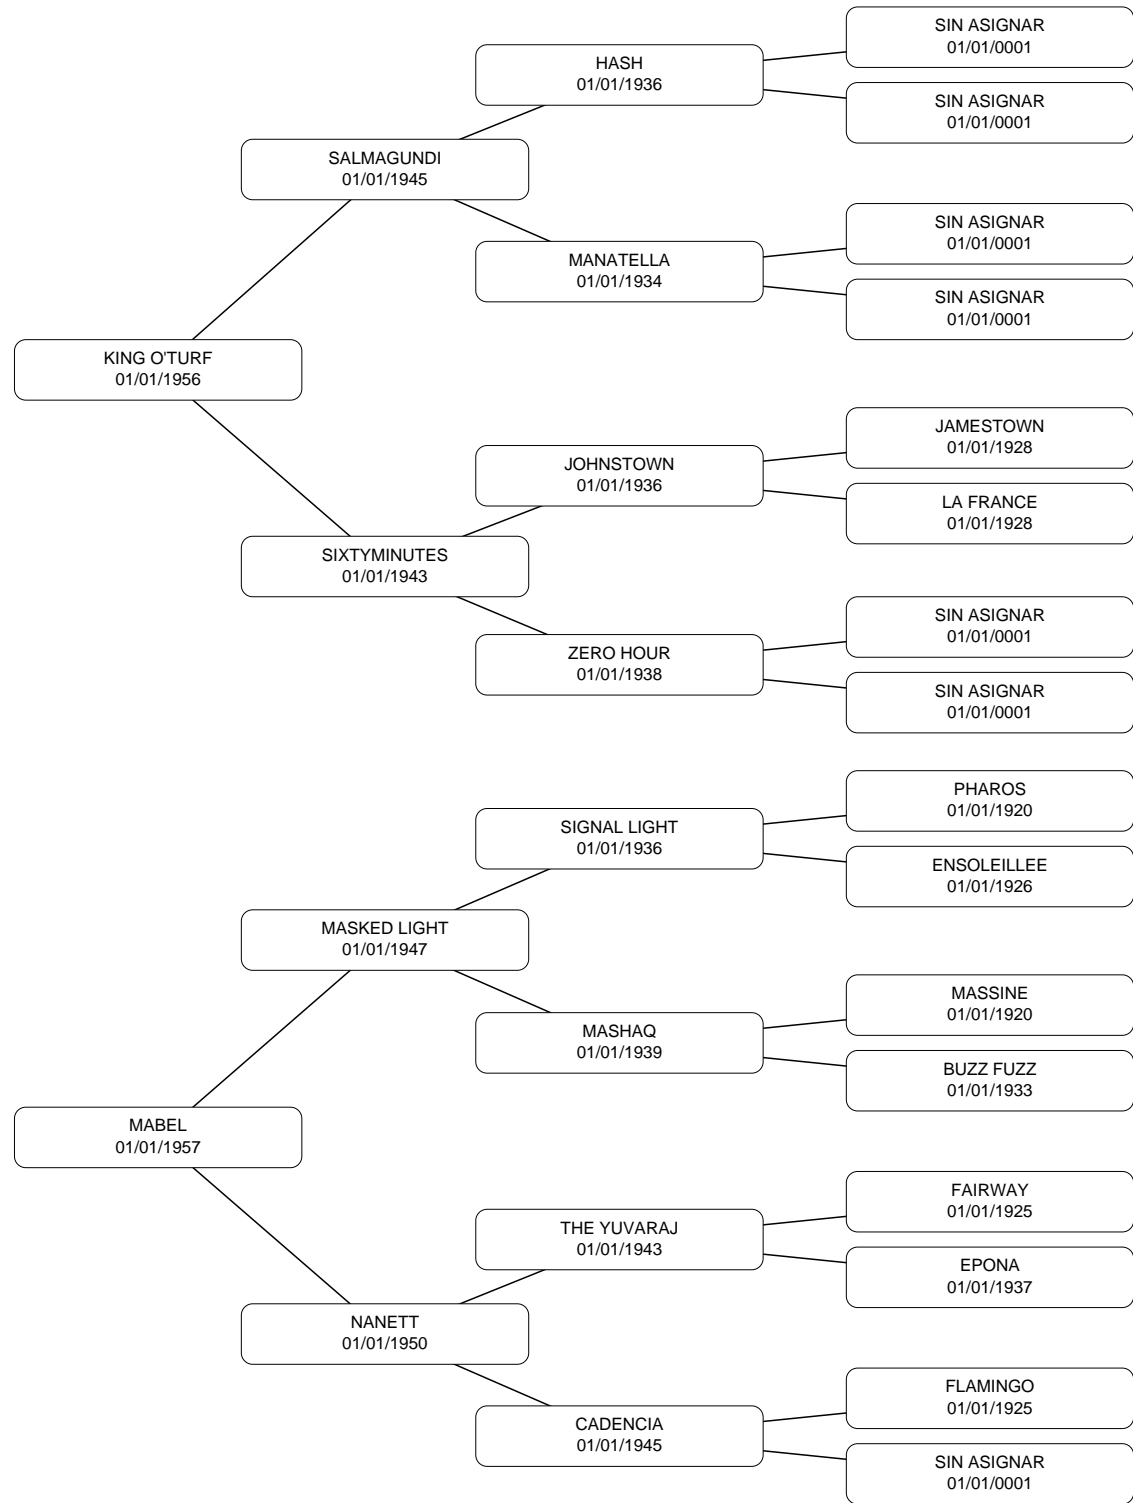 SIN ASIGNAR
01/01/0001
HASH
01/01/1936
SIN ASIGNAR
01/01/0001
SALMAGUNDI
01/01/1945
SIN ASIGNAR
01/01/0001
MANATELLA
01/01/1934
SIN ASIGNAR
01/01/0001
KING O'TURF
01/01/1956
JAMESTOWN
01/01/1928
JOHNSTOWN
01/01/1936
LA FRANCE
01/01/1928
SIXTYMINUTES
01/01/1943
SIN ASIGNAR
01/01/0001
ZERO HOUR
01/01/1938
SIN ASIGNAR
01/01/0001
PHAROS
01/01/1920
SIGNAL LIGHT
01/01/1936
ENSOLEILLEE
01/01/1926
MASKED LIGHT
01/01/1947
MASSINE
01/01/1920
MASHAQ
01/01/1939
BUZZ FUZZ
01/01/1933
MABEL
01/01/1957
FAIRWAY
01/01/1925
THE YUVARAJ
01/01/1943
EPONA
01/01/1937
NANETT
01/01/1950
FLAMINGO
01/01/1925
CADENCIA
01/01/1945
SIN ASIGNAR
01/01/0001